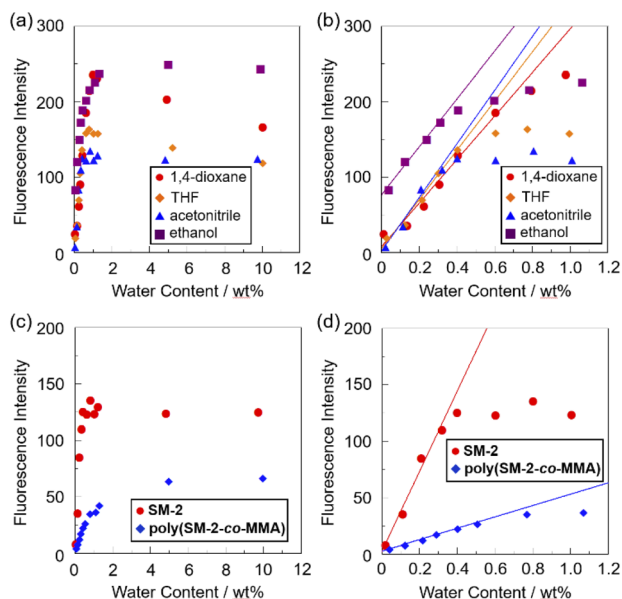 (a)
Fluorescence Intensity
300
200
100
0
0 2 4 6 8 10 12
Water Content / wt%
1,4-dioxane
THF
acetonitrile
ethanol
(b)
Fluorescence Intensity
300
200
100
0
0.0 0.2 0.4 0.6 0.8 1.0 1.2
Water Content / wt%
1,4-dioxane
THF
acetonitrile
ethanol
(c)
Fluorescence Intensity
200
150
100
50
0
0 2 4 6 8 10 12
Water Content / wt%
SM-2
poly(SM-2-co-MMA)
(d)
Fluorescence Intensity
200
150
100
50
0
0.0 0.2 0.4 0.6 0.8 1.0 1.2
Water Content / wt%
SM-2
poly(SM-2-co-MMA)